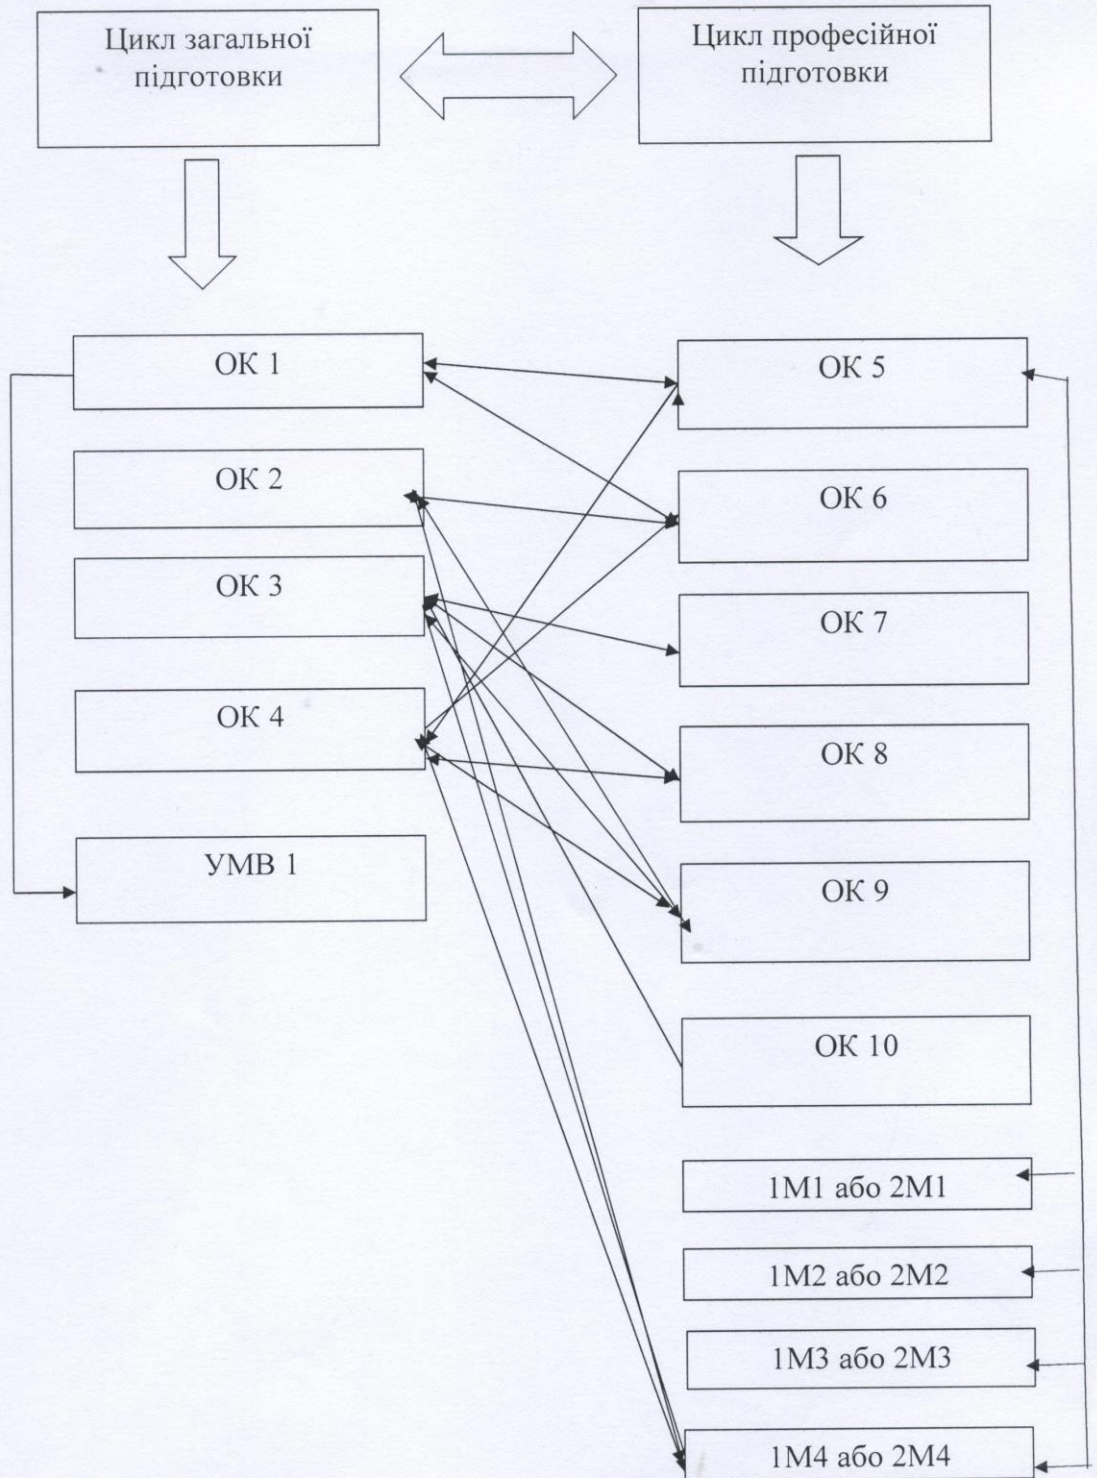 Цикл загальної
підготовки
Цикл професійної
підготовки
ОК 1
ОК 2
ОК 3
ОК 4
УМВ 1
ОК 5
ОК 6
ОК 7
ОК 8
ОК 9
ОК 10
1М1 або 2М1
1М2 або 2М2
1М3 або 2М3
1М4 або 2М4